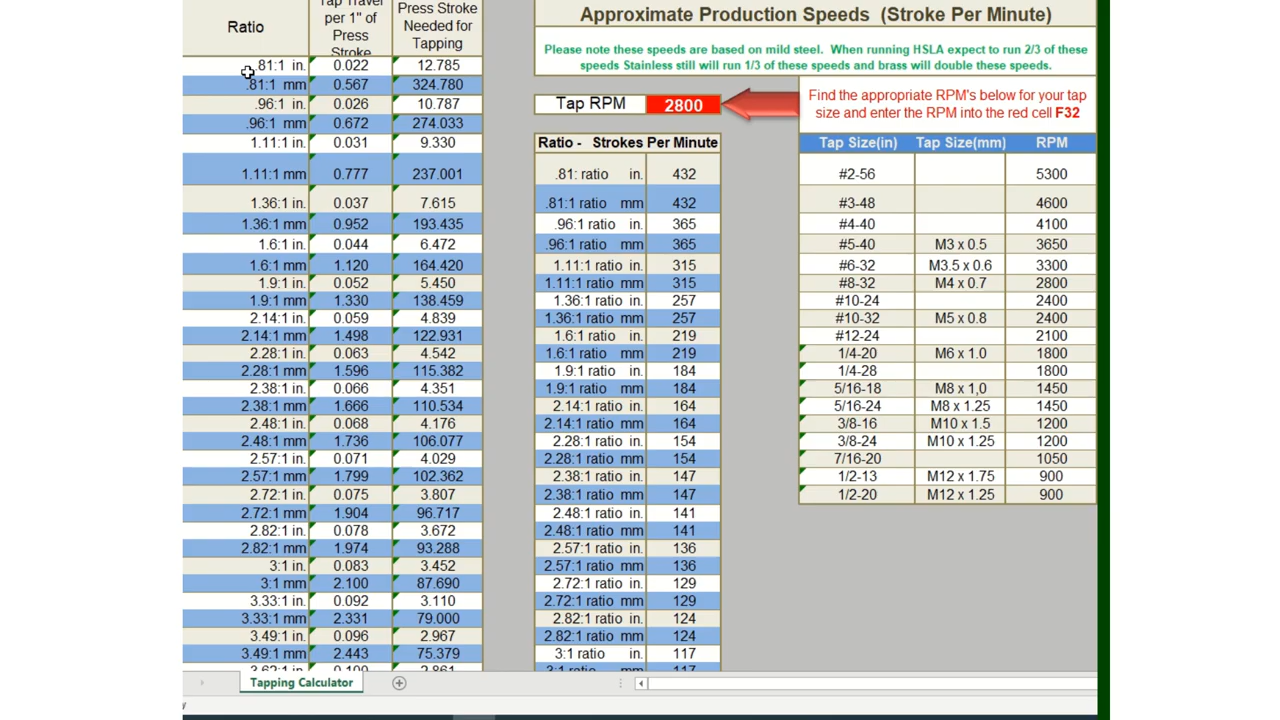 Ratio
Tap Travel
per 1" of
Press
Stroke
Press Stroke
Needed for
Tapping
.81:1 in. 0.022 12.785
.81:1 mm 0.567 324.780
.96:1 in. 0.026 10.787
.96:1 mm 0.672 274.033
1.11:1 in. 0.031 9.330
1.11:1 mm 0.777 237.001
1.36:1 in. 0.037 7.615
1.36:1 mm 0.952 193.435
1.6:1 in. 0.044 6.472
1.6:1 mm 1.120 164.420
1.9:1 in. 0.052 5.450
1.9:1 mm 1.330 138.459
2.14:1 in. 0.059 4.839
2.14:1 mm 1.498 122.931
2.28:1 in. 0.063 4.542
2.28:1 mm 1.596 115.382
2.38:1 in. 0.066 4.351
2.38:1 mm 1.666 110.534
2.48:1 in. 0.068 4.176
2.48:1 mm 1.736 106.077
2.57:1 in. 0.071 4.029
2.57:1 mm 1.799 102.362
2.72:1 in. 0.075 3.807
2.72:1 mm 1.904 96.717
2.82:1 in. 0.078 3.672
2.82:1 mm 1.974 93.288
3:1 in. 0.083 3.452
3:1 mm 2.100 87.690
3.33:1 in. 0.092 3.110
3.33:1 mm 2.331 79.000
3.49:1 in. 0.096 2.967
3.49:1 mm 2.443 75.379
3.62:1 in. 0.100 2.861
Approximate Production Speeds (Stroke Per Minute)
Please note these speeds are based on mild steel. When running HSLA expect to run 2/3 of these
speeds Stainless still will run 1/3 of these speeds and brass will double these speeds.
Tap RPM 2800
Find the appropriate RPM's below for your tap
size and enter the RPM into the red cell F32
Ratio - Strokes Per Minute
.81: ratio in. 432
.81:1 ratio mm 432
.96:1 ratio in. 365
.96:1 ratio mm 365
1.11:1 ratio in. 315
1.11:1 ratio mm 315
1.36:1 ratio in. 257
1.36:1 ratio mm 257
1.6:1 ratio in. 219
1.6:1 ratio mm 219
1.9:1 ratio in. 184
1.9:1 ratio mm 184
2.14:1 ratio in. 164
2.14:1 ratio mm 164
2.28:1 ratio in. 154
2.28:1 ratio mm 154
2.38:1 ratio in. 147
2.38:1 ratio mm 147
2.48:1 ratio in. 141
2.48:1 ratio mm 141
2.57:1 ratio in. 136
2.57:1 ratio mm 136
2.72:1 ratio in. 129
2.72:1 ratio mm 129
2.82:1 ratio in. 124
2.82:1 ratio mm 124
3:1 ratio in. 117
3:1 ratio mm 117
Tap Size(in) Tap Size(mm) RPM
#2-56 5300
#3-48 4600
#4-40 4100
#5-40 M3 x 0.5 3650
#6-32 M3.5 x 0.6 3300
#8-32 M4 x 0.7 2800
#10-24 2400
#10-32 M5 x 0.8 2400
#12-24 2100
1/4-20 M6 x 1.0 1800
1/4-28 1800
5/16-18 M8 x 1,0 1450
5/16-24 M8 x 1.25 1450
3/8-16 M10 x 1.5 1200
3/8-24 M10 x 1.25 1200
7/16-20 1050
1/2-13 M12 x 1.75 900
1/2-20 M12 x 1.25 900
Tapping Calculator